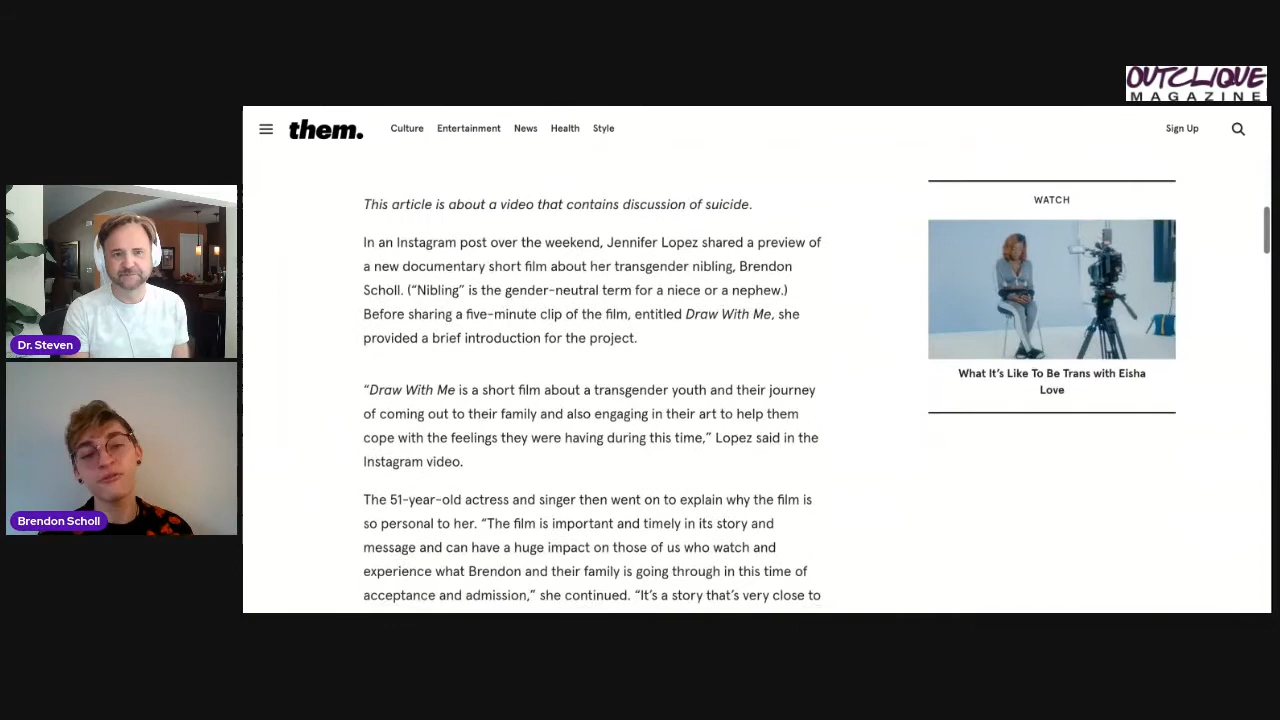 OUTCLIQUE
MAGAZINE
them.
Culture
Entertainment
News
Health
Style
Sign Up
This article is about a video that contains discussion of suicide.
In an Instagram post over the weekend, Jennifer Lopez shared a preview of
a new documentary short film about her transgender nibling, Brendon
Scholl. (“Nibling” is the gender-neutral term for a niece or a nephew.)
Before sharing a five-minute clip of the film, entitled Draw With Me, she
provided a brief introduction for the project.
“Draw With Me is a short film about a transgender youth and their journey
of coming out to their family and also engaging in their art to help them
cope with the feelings they were having during this time,” Lopez said in the
Instagram video.
The 51-year-old actress and singer then went on to explain why the film is
so personal to her. “The film is important and timely in its story and
message and can have a huge impact on those of us who watch and
experience what Brendon and their family is going through in this time of
acceptance and admission,” she continued. “It’s a story that’s very close to
WATCH
What It’s Like To Be Trans with Eisha
Love
Dr. Steven
Brendon Scholl